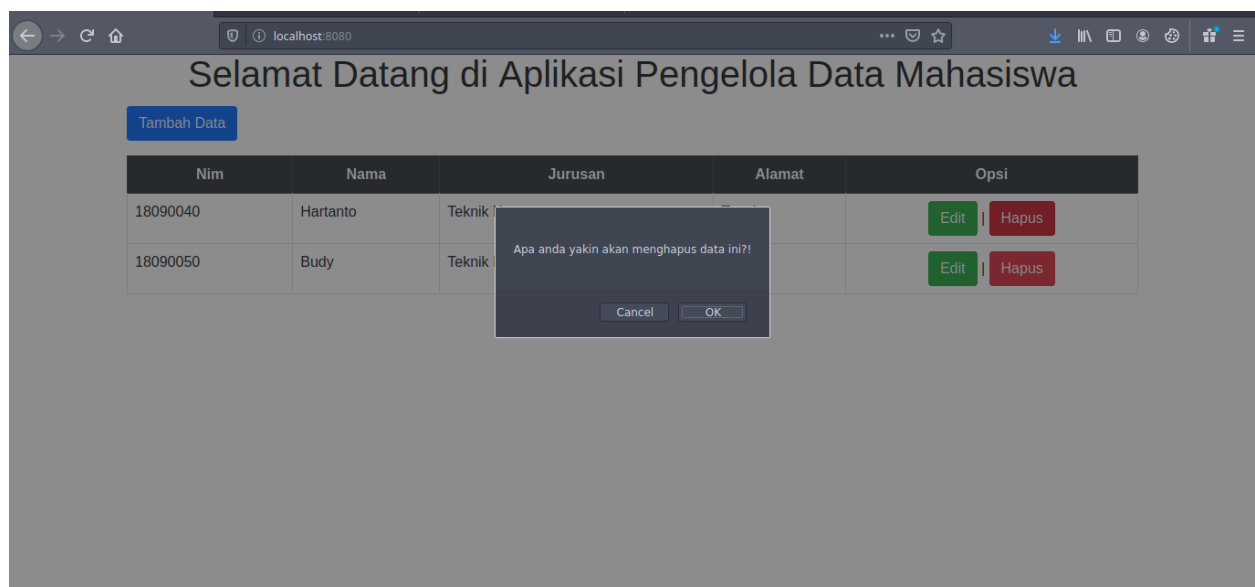 localhost:8080
Selamat Datang di Aplikasi Pengelola Data Mahasiswa
Tambah Data
Nim Nama Jurusan Alamat Opsi
18090040 Hartanto Teknik Edit | Hapus
18090050 Budy Teknik Edit | Hapus
Apa anda yakin akan menghapus data ini?!
Cancel OK